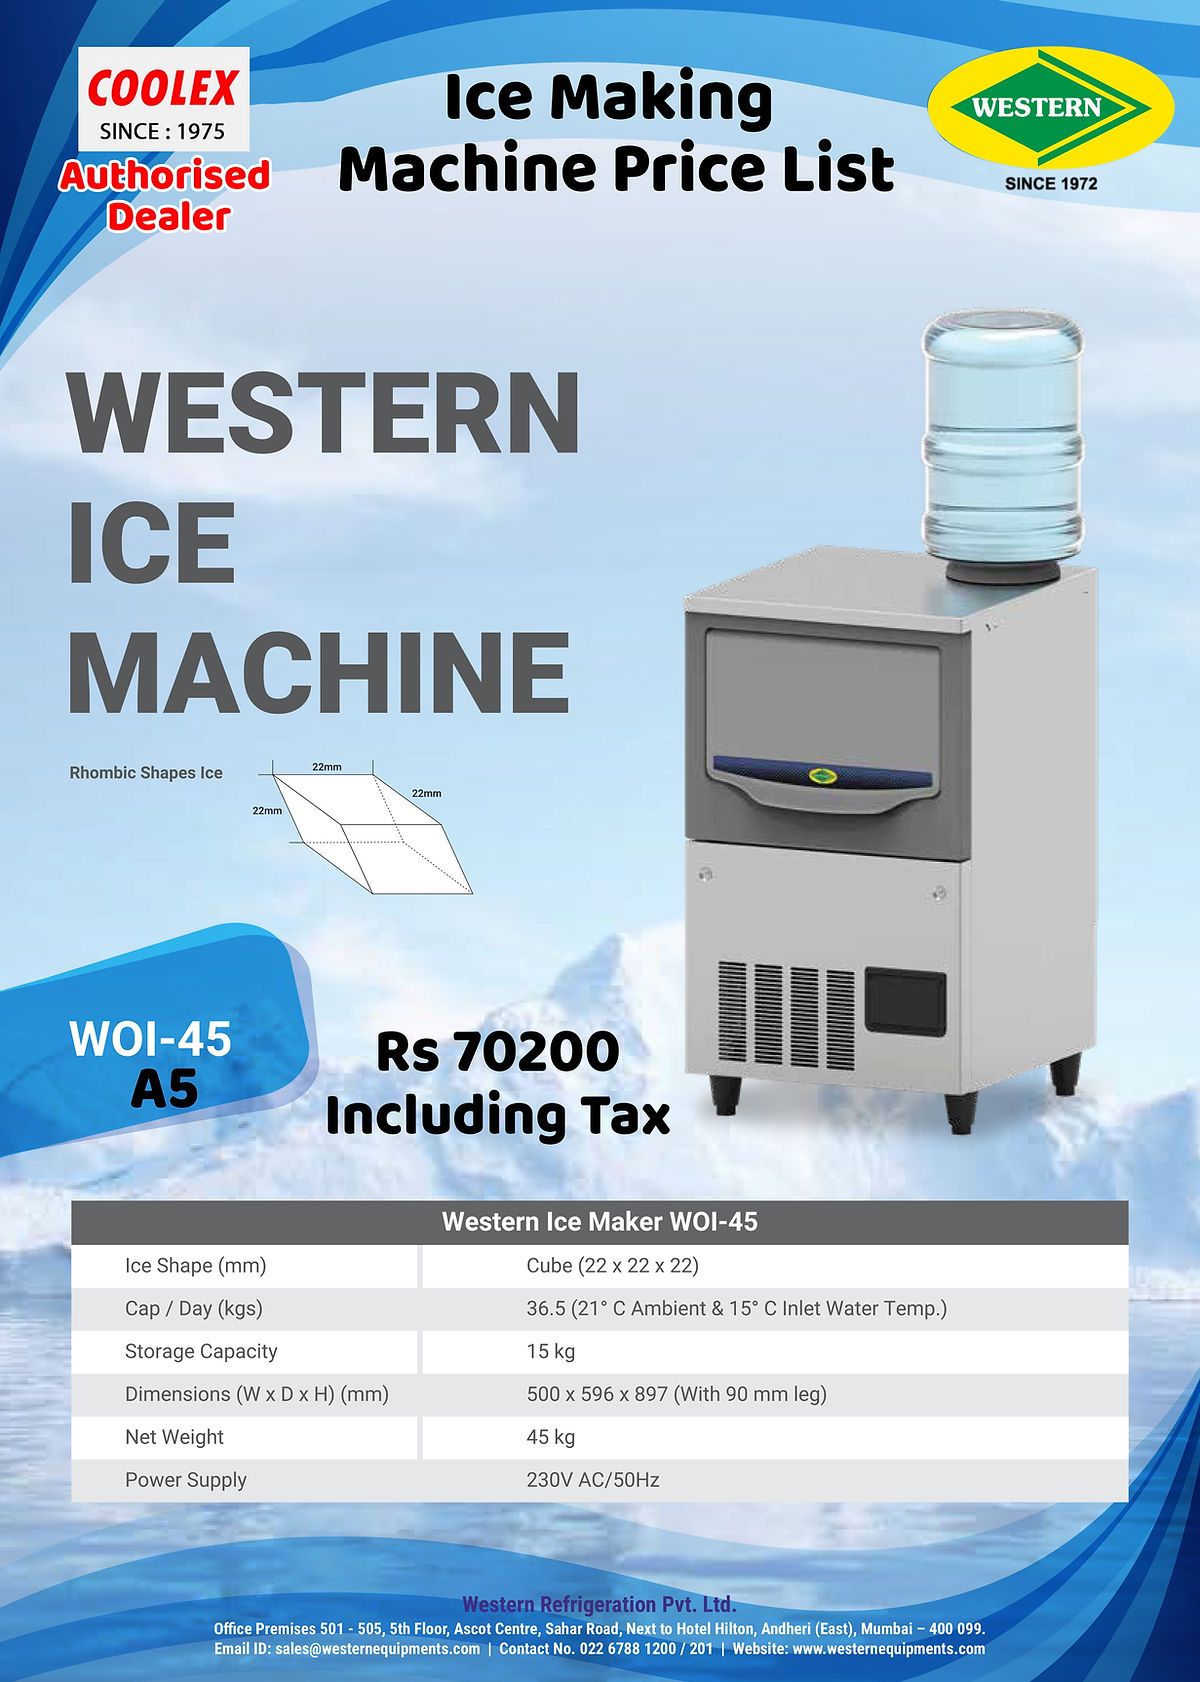 COOLEX
SINCE : 1975
Authorised
Dealer
Ice Making
Machine Price List
WESTERN
SINCE 1972
WESTERN
ICE
MACHINE
Rhombic Shapes Ice
22mm
22mm
22mm
WOI-45
A5
Rs 70200
Including Tax
Western Ice Maker WOI-45
Ice Shape (mm) Cube (22 x 22 x 22)
Cap / Day (kgs) 36.5 (21° C Ambient & 15° C Inlet Water Temp.)
Storage Capacity 15 kg
Dimensions (W x D x H) (mm) 500 x 596 x 897 (With 90 mm leg)
Net Weight 45 kg
Power Supply 230V AC/50Hz
Western Refrigeration Pvt. Ltd.
Office Premises 501 - 505, 5th Floor, Ascot Centre, Sahar Road, Next to Hotel Hilton, Andheri (East), Mumbai – 400 099.
Email ID: sales@westernequipments.com | Contact No. 022 6788 1200 / 201 | Website: www.westernequipments.com